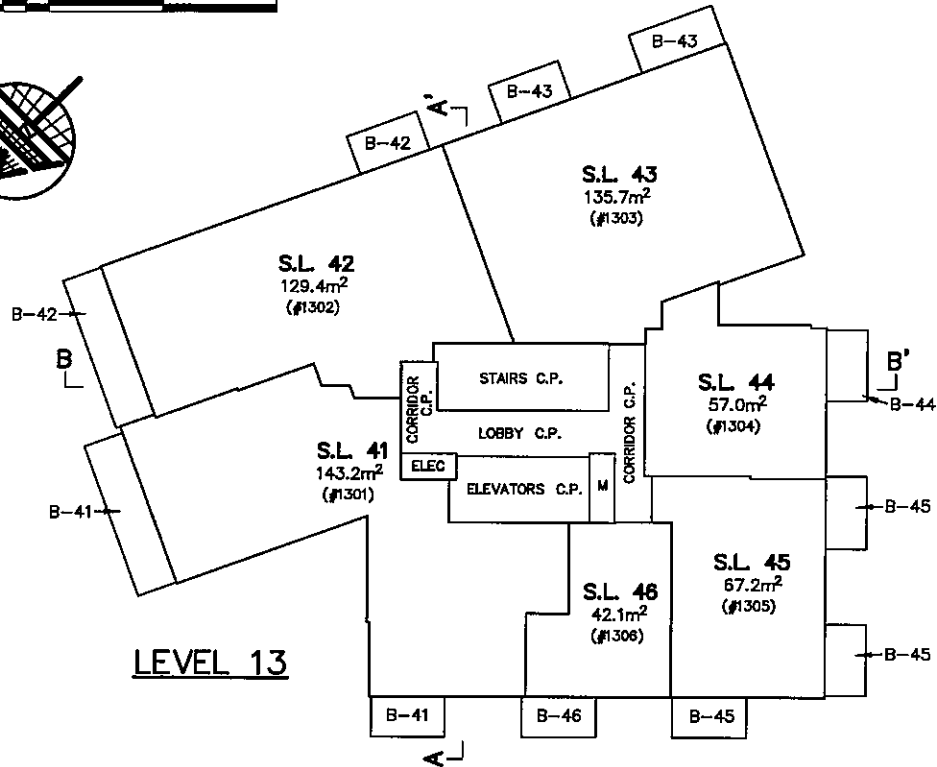 B-43
B-43
A'
B-42
S.L. 43
135.7m²
(#1303)
S.L. 42
129.4m²
(#1302)
B-42
B
B'
STAIRS C.P.
CORRIDOR
C.P.
S.L. 44
57.0m²
(#1304)
B-44
LOBBY C.P.
CORRIDOR C.P.
S.L. 41
143.2m²
(#1301)
ELEC
ELEVATORS C.P.
M
B-41
B-45
S.L. 45
67.2m²
(#1305)
S.L. 46
42.1m²
(#1306)
LEVEL 13
B-45
B-41
B-46
B-45
A